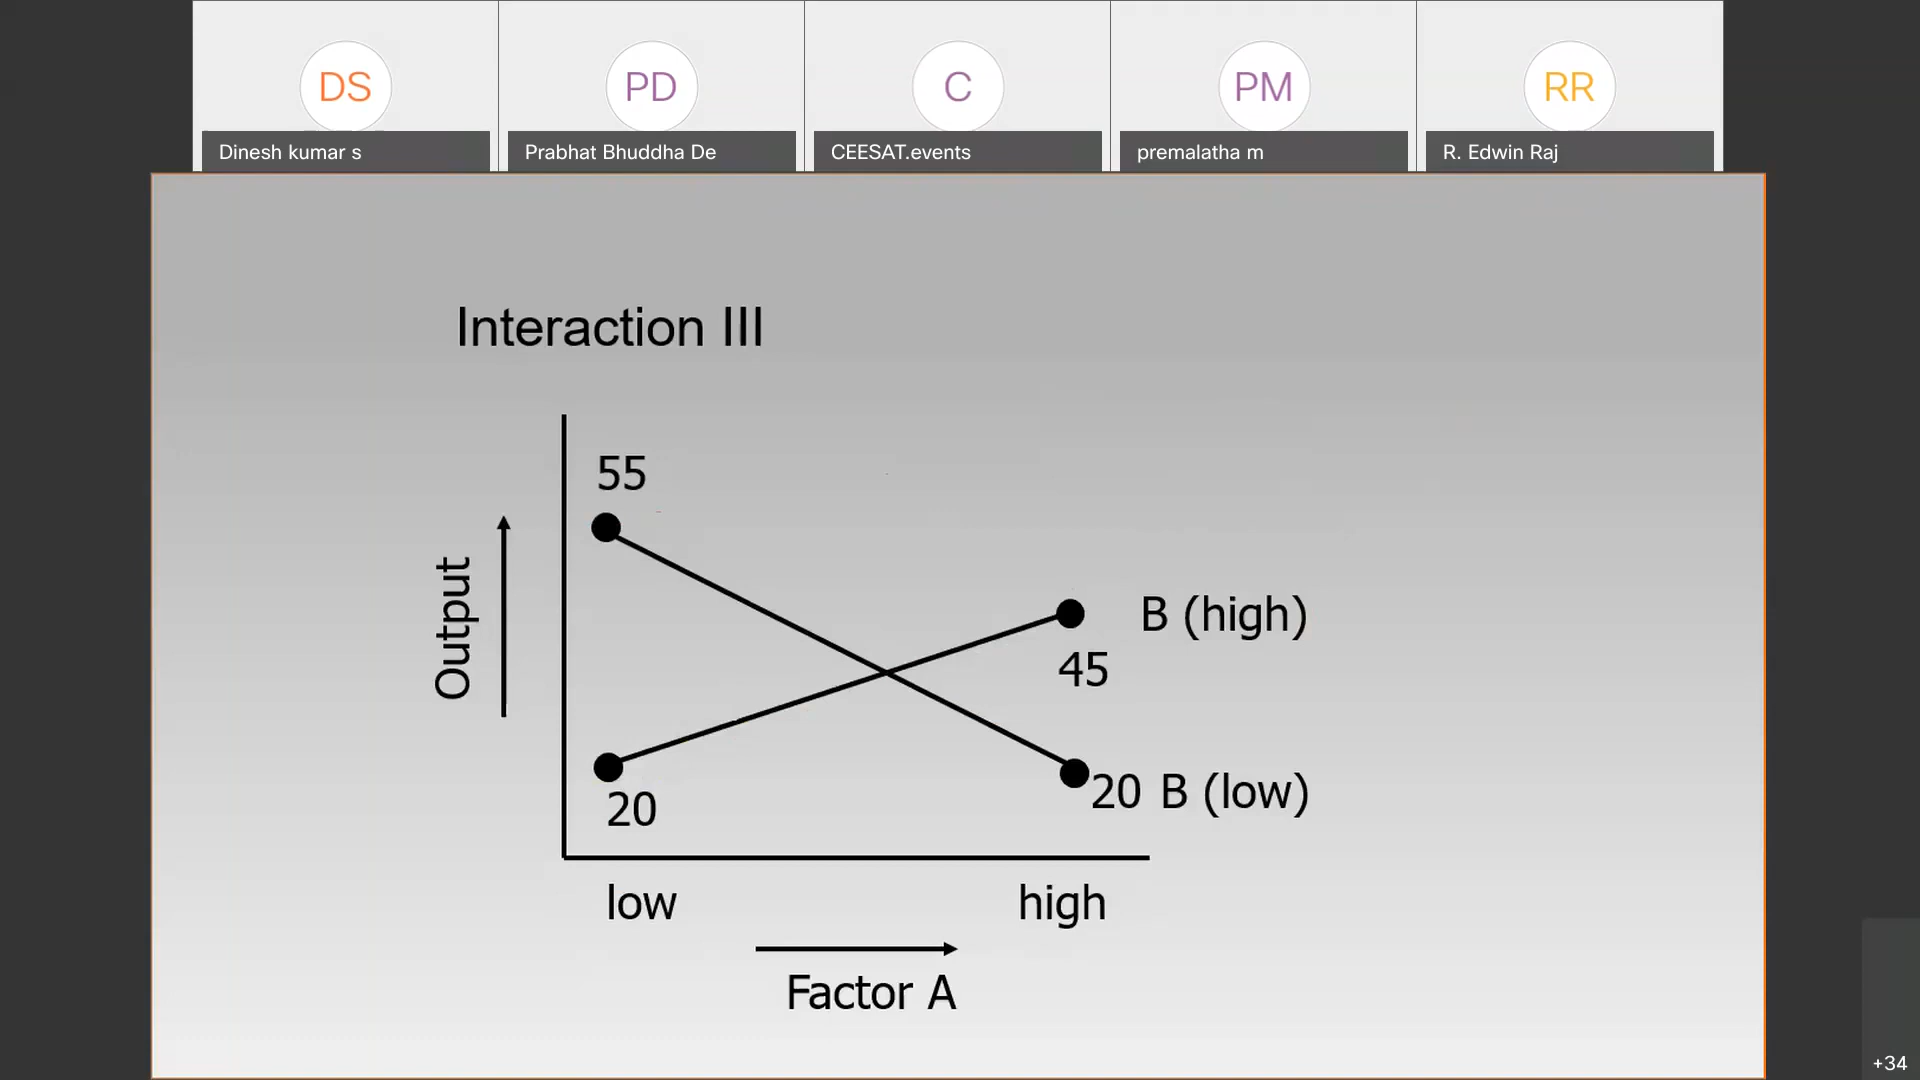 DS
PD
C
PM
RR
Dinesh kumar s
Prabhat Bhuddha De
CEESAT.events
premalatha m
R. Edwin Raj
Interaction III
55
Output
B (high)
45
20
20 B (low)
low
high
Factor A
+34